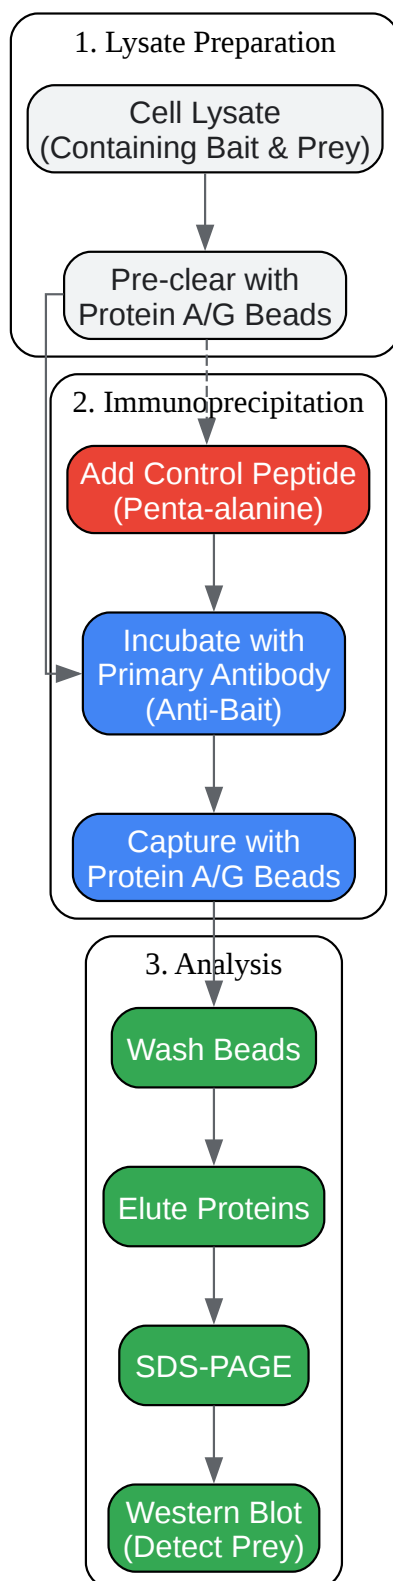 1. Lysate Preparation
Cell Lysate
(Containing Bait & Prey)
Pre-clear with
Protein A/G Beads
2. Immunoprecipitation
Add Control Peptide
(Penta-alanine)
Incubate with
Primary Antibody
(Anti-Bait)
Capture with
Protein A/G Beads
3. Analysis
Wash Beads
Elute Proteins
SDS-PAGE
Western Blot
(Detect Prey)